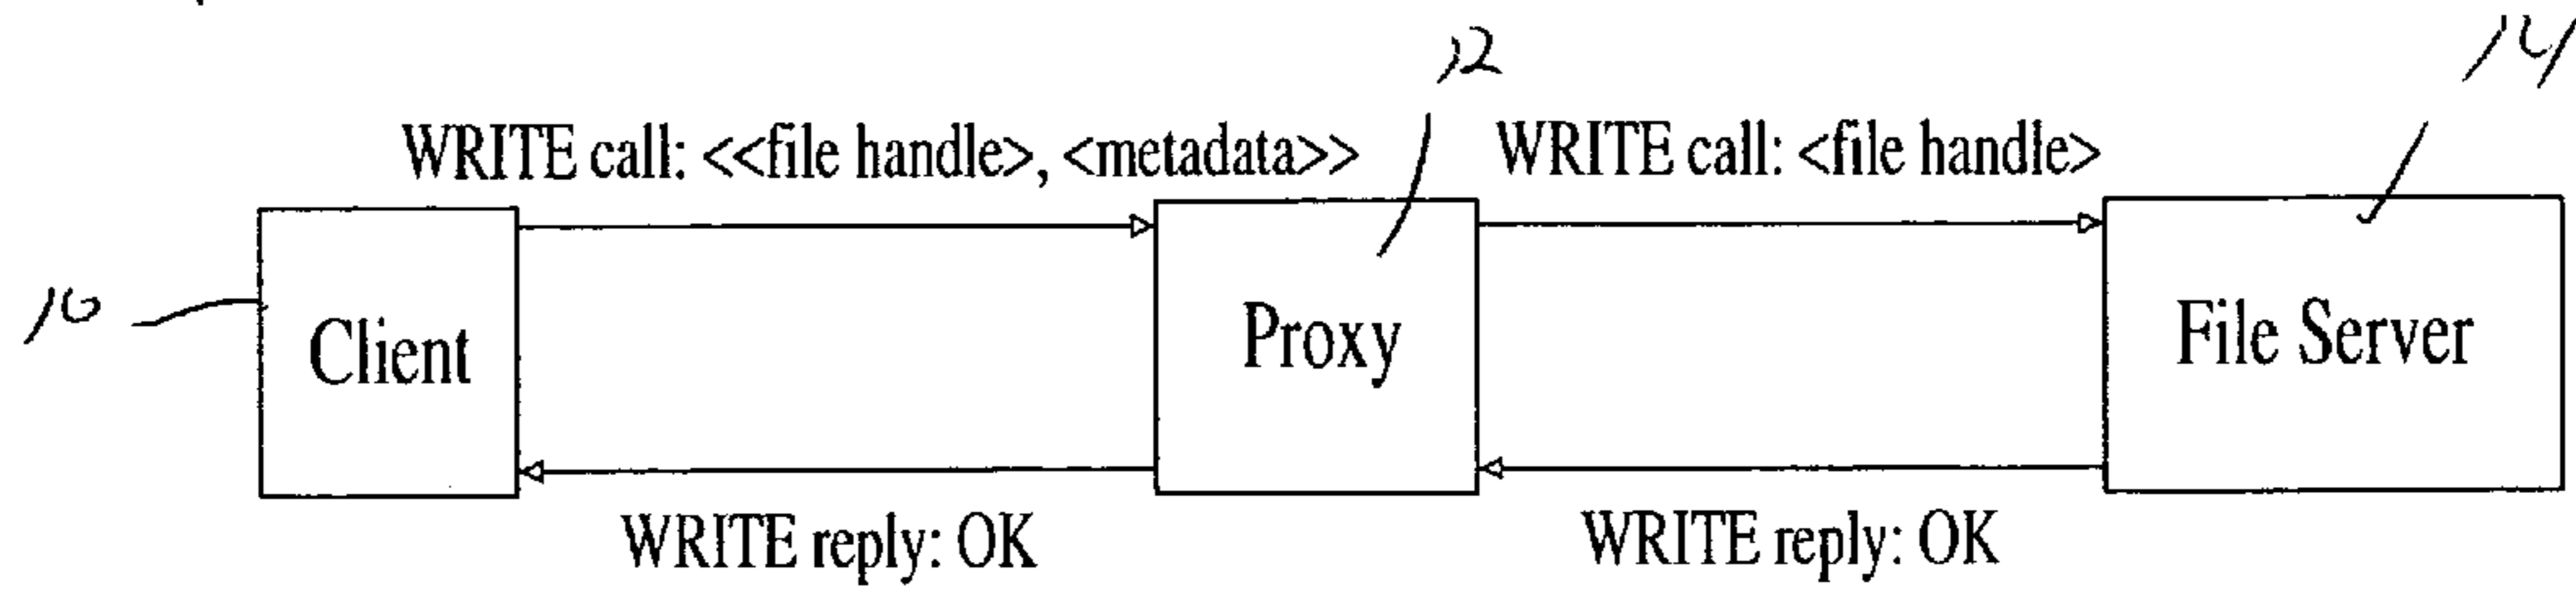 12
14
WRITE call: <<file handle>, <metadata>>
WRITE call: <file handle>
10
Client
Proxy
File Server
WRITE reply: OK
WRITE reply: OK